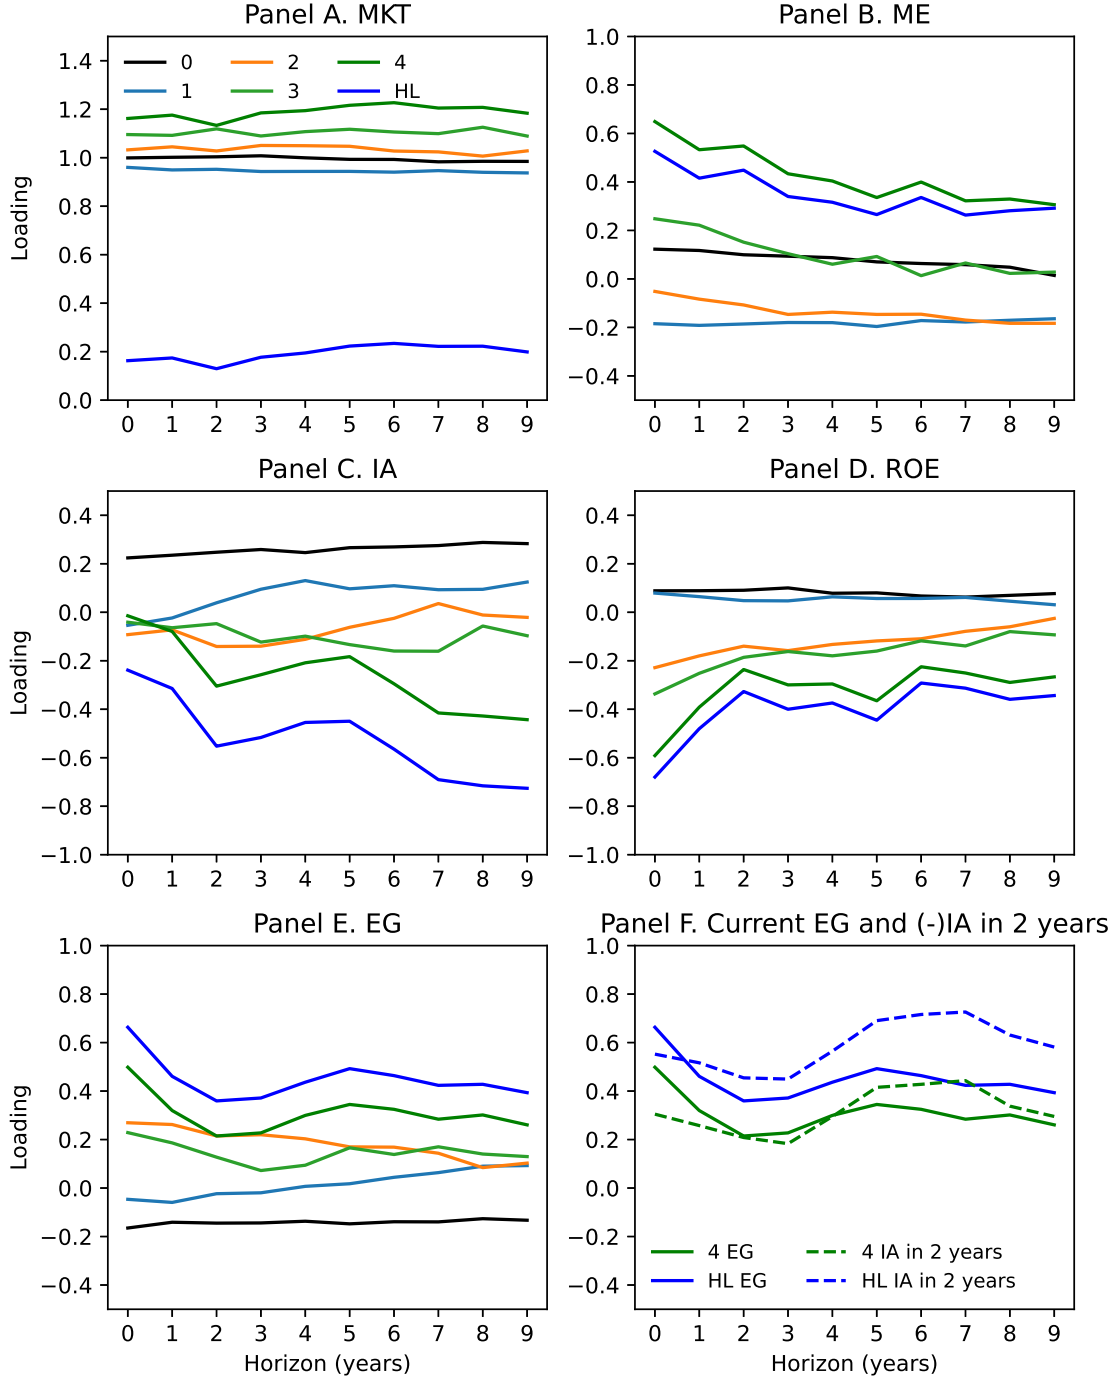 Panel A. MKT
Loading
1.4
1.2
1.0
0.8
0.6
0.4
0.2
0.0
0 2 4
1 3 HL
0 1 2 3 4 5 6 7 8 9
Panel B. ME
1.0
0.8
0.6
0.4
0.2
0.0
−0.2
−0.4
0 1 2 3 4 5 6 7 8 9
Panel C. IA
Loading
0.4
0.2
0.0
−0.2
−0.4
−0.6
−0.8
−1.0
0 1 2 3 4 5 6 7 8 9
Panel D. ROE
0.4
0.2
0.0
−0.2
−0.4
−0.6
−0.8
−1.0
0 1 2 3 4 5 6 7 8 9
Panel E. EG
Loading
1.0
0.8
0.6
0.4
0.2
0.0
−0.2
−0.4
0 1 2 3 4 5 6 7 8 9
Horizon (years)
Panel F. Current EG and (-)IA in 2 years
1.0
0.8
0.6
0.4
0.2
0.0
−0.2
−0.4
4 EG 4 IA in 2 years
HL EG HL IA in 2 years
0 1 2 3 4 5 6 7 8 9
Horizon (years)